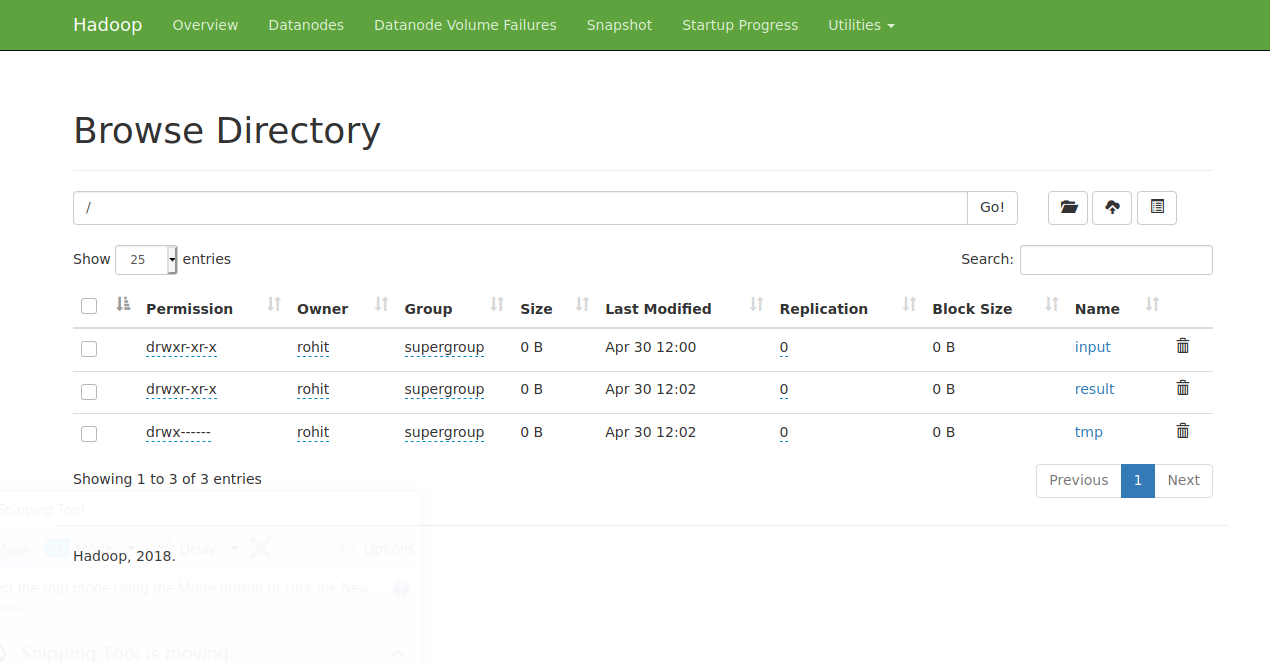 Hadoop Overview Datanodes Datanode Volume Failures Snapshot Startup Progress Utilities
Browse Directory
/ Go!
Show 25 entries Search:
Permission Owner Group Size Last Modified Replication Block Size Name
drwxr-xr-x rohit supergroup 0 B Apr 30 12:00 0 0 B input
drwxr-xr-x rohit supergroup 0 B Apr 30 12:02 0 0 B result
drwx------ rohit supergroup 0 B Apr 30 12:02 0 0 B tmp
Showing 1 to 3 of 3 entries Previous 1 Next
Snipping Tool
New Delay Options
Hadoop, 2018.
ect the snip mode using the Mode button or click the New
ton.
Snipping Tool is moving...